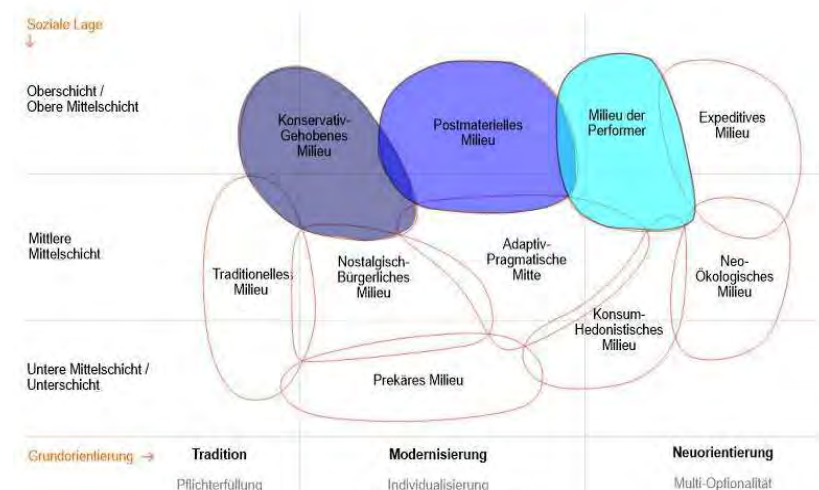 Soziale Lage
↓
Oberschicht /
Obere Mittelschicht
Konservativ-
Gehobenes
Milieu
Postmaterielles
Milieu
Milieu der
Performer
Expeditives
Milieu
Mittlere
Mittelschicht
Traditionelles
Milieu
Nostalgisch-
Bürgerliches
Milieu
Adaptiv-
Pragmatische
Mitte
Neo-
Ökologisches
Milieu
Konsum-
Hedonistisches
Milieu
Untere Mittelschicht /
Unterschicht
Prekäres Milieu
Grundorientierung →
Tradition
Modernisierung
Neuorientierung
Pflichterfüllung
Individualisierung
Multi-Optionalität